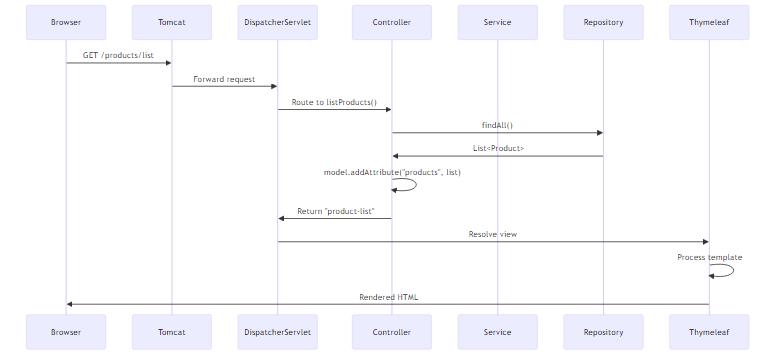 Browser
Tomcat
DispatcherServlet
Controller
Service
Repository
Thymeleaf
GET /products/list
Forward request
Route to listProducts()
findAll()
List<Product>
model.addAttribute("products", list)
Return "product-list"
Resolve view
Process template
Rendered HTML
Browser
Tomcat
DispatcherServlet
Controller
Service
Repository
Thymeleaf